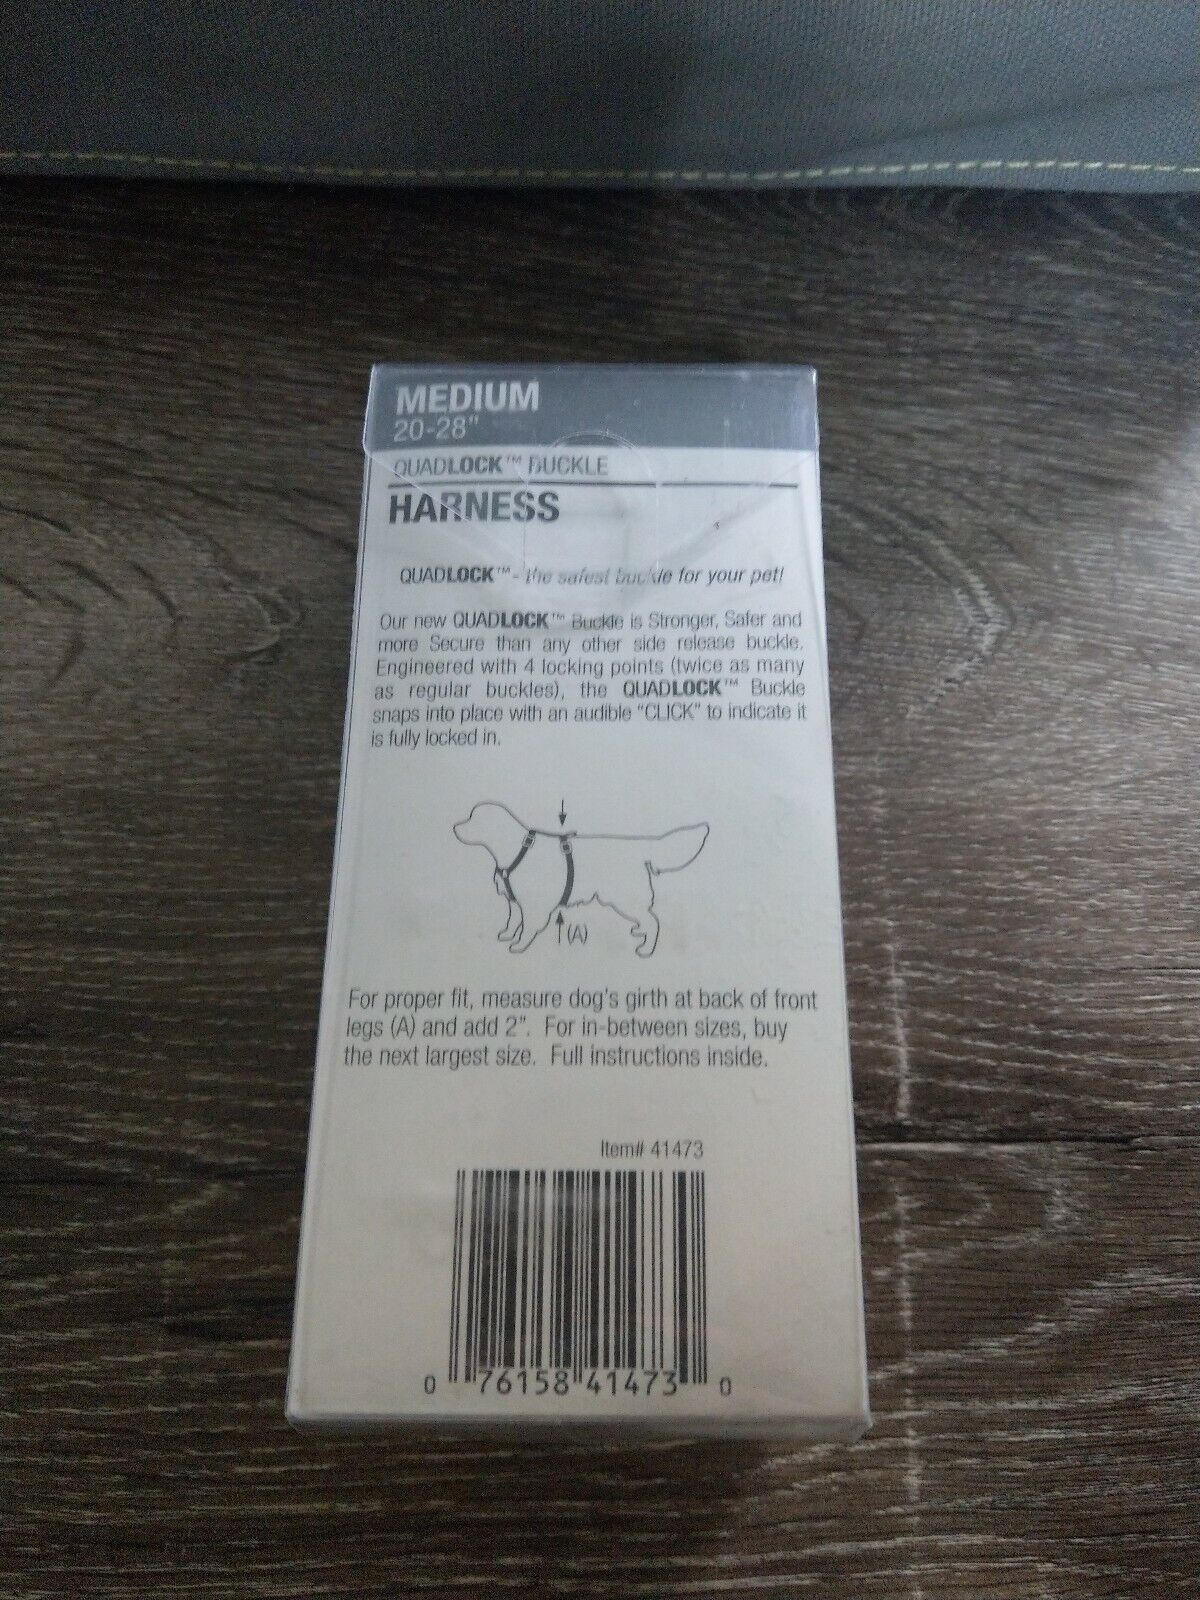 MEDIUM
20-28"
QUADLOCK™ BUCKLE
HARNESS
QUADLOCK™- the safest buckle for your pet!
Our new QUADLOCK™ Buckle is Stronger, Safer and
more Secure than any other side release buckle.
Engineered with 4 locking points (twice as many
as regular buckles), the QUADLOCK™ Buckle
snaps into place with an audible "CLICK" to indicate it
is fully locked in.
(A)
For proper fit, measure dog's girth at back of front
legs (A) and add 2". For in-between sizes, buy
the next largest size. Full instructions inside.
Item# 41473
0 76158 41473 0